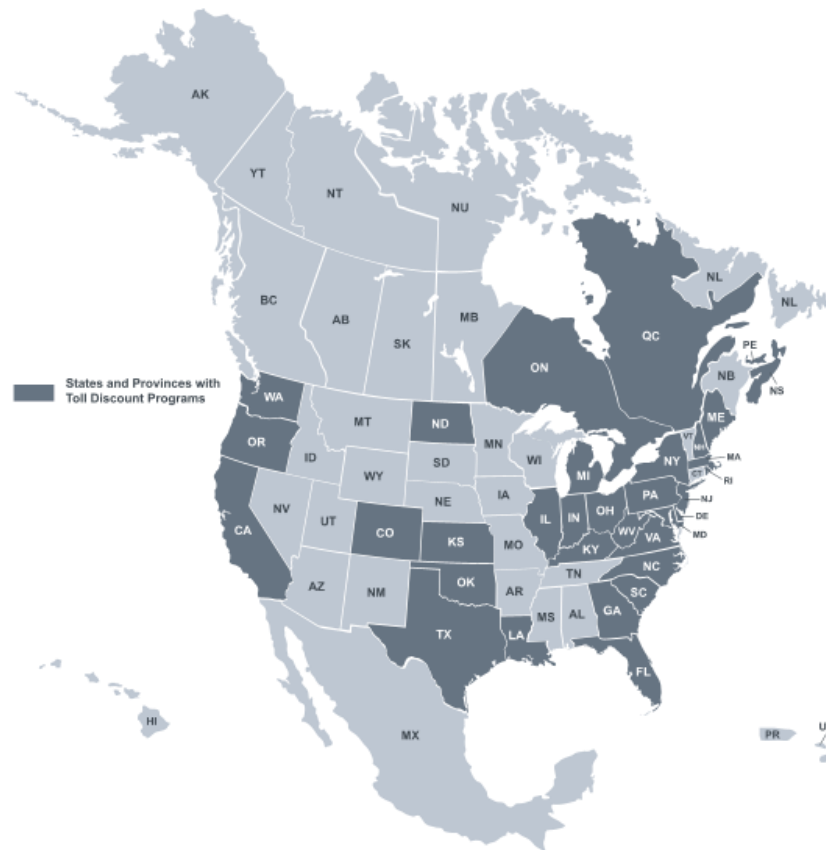 AK
YT
NT
NU
BC
AB
SK
MB
NL
NL
QC
ON
PE
NB
NS
States and Provinces with
Toll Discount Programs
WA
MT
ND
MN
ME
VT
NH
OR
ID
SD
WI
MI
NY
MA
WY
CT
RI
NE
IA
PA
NJ
NV
UT
CO
IL
IN
OH
DE
CA
KS
MO
WV
VA
MD
KY
AZ
NM
OK
AR
TN
NC
SC
TX
LA
MS
AL
GA
FL
HI
MX
PR
U